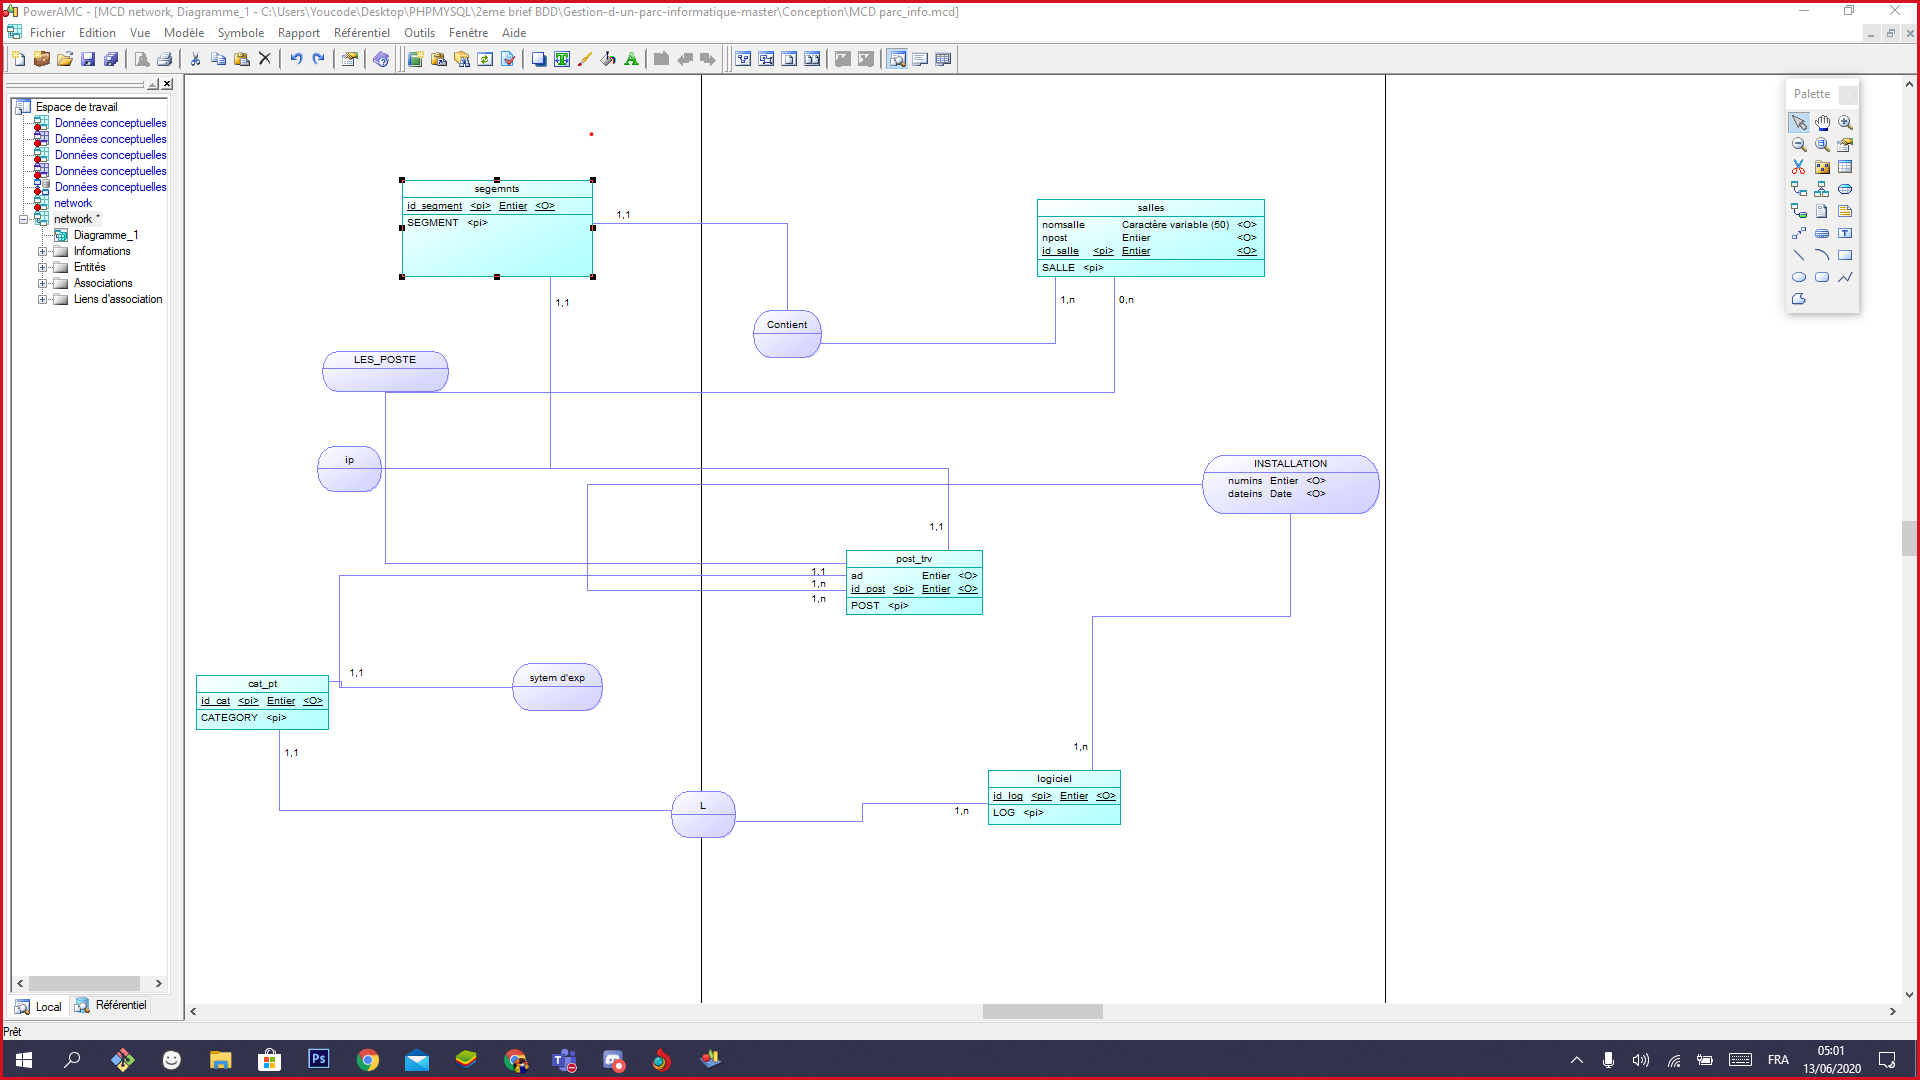 PowerAMC - [MCD network, Diagramme_1 - C:\Users\Youcode\Desktop\PHPMYSQL\2eme brief BDD\Gestion-d-un-parc-informatique-master\Conception\MCD parc_info.mcd]
Fichier Edition Vue Modèle Symbole Rapport Référentiel Outils Fenêtre Aide
Espace de travail
Données conceptuelles
Données conceptuelles
Données conceptuelles
Données conceptuelles
Données conceptuelles
network
network *
Diagramme_1
Informations
Entités
Associations
Liens d'association
Local Référentiel
Prêt
Palette
segemnts
id_segment <pi> Entier <O>
SEGMENT <pi>
1,1
1,1
salles
nomsalle Caractère variable (50) <O>
npost Entier <O>
id_salle <pi> Entier <O>
SALLE <pi>
1,n
0,n
Contient
LES_POSTE
ip
INSTALLATION
numins Entier <O>
dateins Date <O>
1,1
post_trv
ad Entier <O>
id_post <pi> Entier <O>
POST <pi>
1,1
1,n
1,n
cat_pt
id_cat <pi> Entier <O>
CATEGORY <pi>
1,1
1,1
sytem d'exp
L
1,n
1,n
logiciel
id_log <pi> Entier <O>
LOG <pi>
Ps
FRA
05:01
13/06/2020